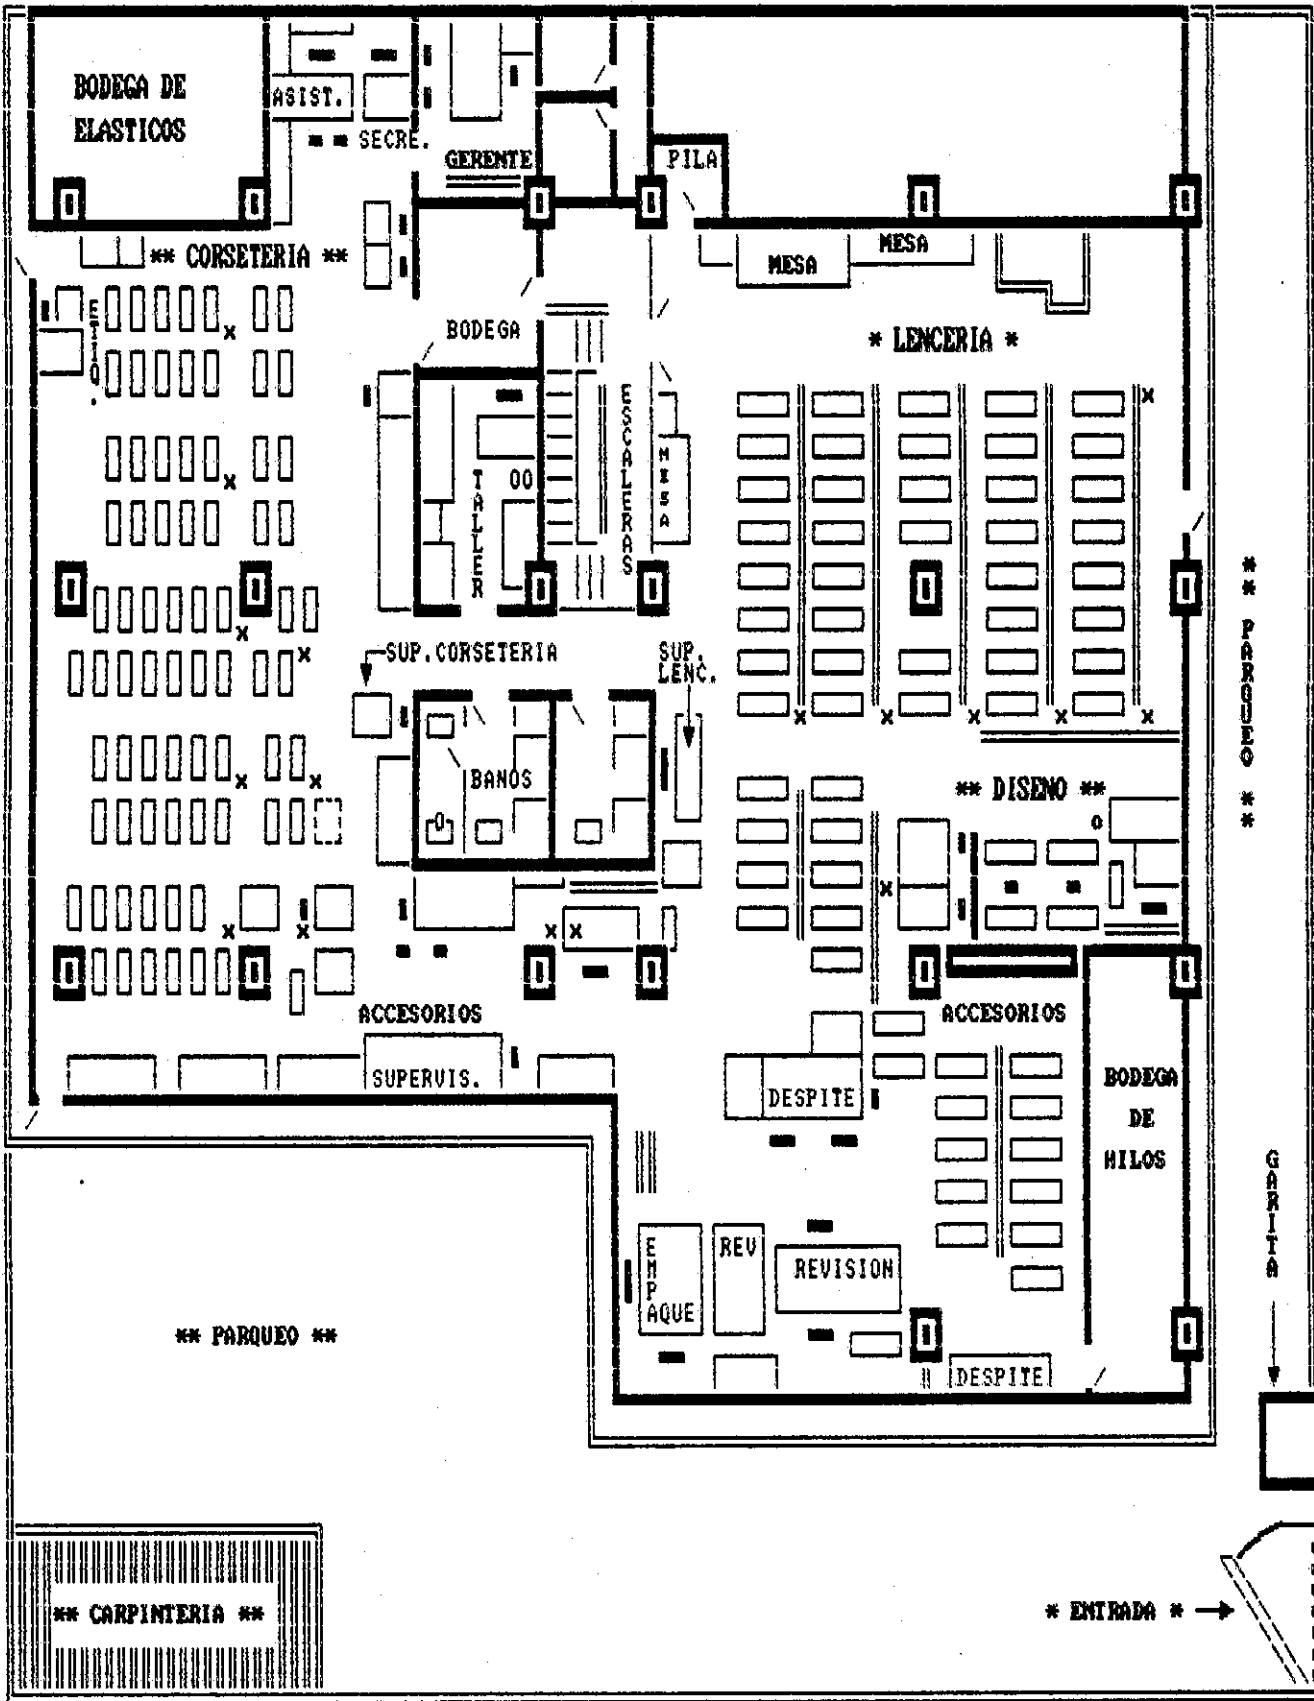 BODEGA DE
ELASTICOS
ASIST.
SECRE.
GERENTE
PILA
** CORSETERIA **
MESA
MESA
BODEGA
* LENCERIA *
ETIQ.
ESCALERAS
MESA
TALLER
OO
** PARQUEO **
SUP.CORSETERIA
SUP.
LENC.
BANOS
** DISENO **
ACCESORIOS
ACCESORIOS
SUPERVIS.
DESPITE
BODEGA
DE
HILOS
GARITA
EMPAQUE
REV
REVISION
DESPITE
** PARQUEO **
** CARPINTERIA **
* ENTRADA *